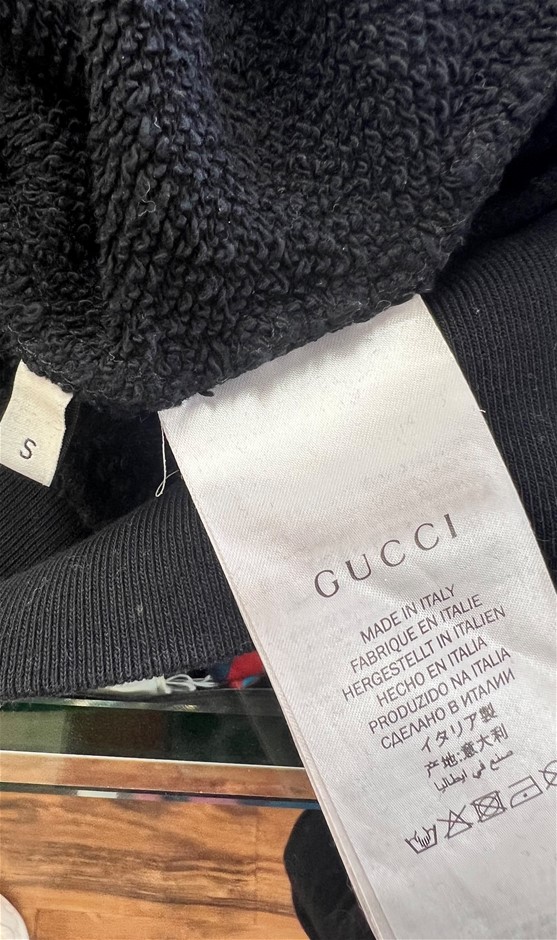 S
GUCCI
MADE IN ITALY
FABRIQUE EN ITALIE
HERGESTELLT IN ITALIEN
HECHO EN ITALIA
PRODUZIDO NA ITALIA
СДЕЛАНО В ИТАЛИИ
イタリア製
产地:意大利
صنع في ايطاليا